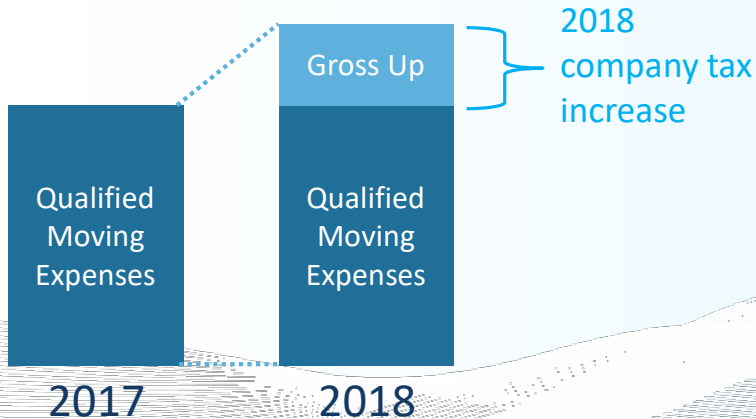 2018
company tax
increase
Gross Up
Qualified
Moving
Expenses
Qualified
Moving
Expenses
2017
2018